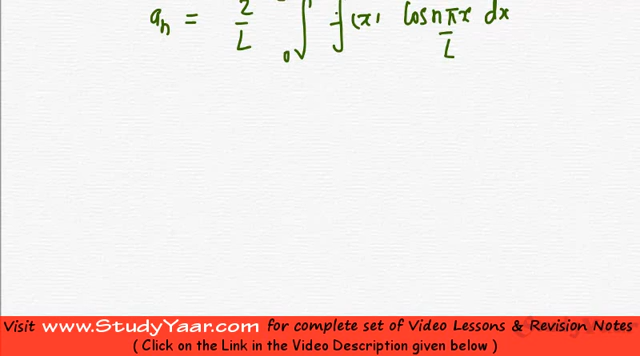 aₙ = 2/L ∫₀ f(x) Cos nπx/L dx
Visit www.StudyYaar.com for complete set of Video Lessons & Revision Notes
( Click on the Link in the Video Description given below )